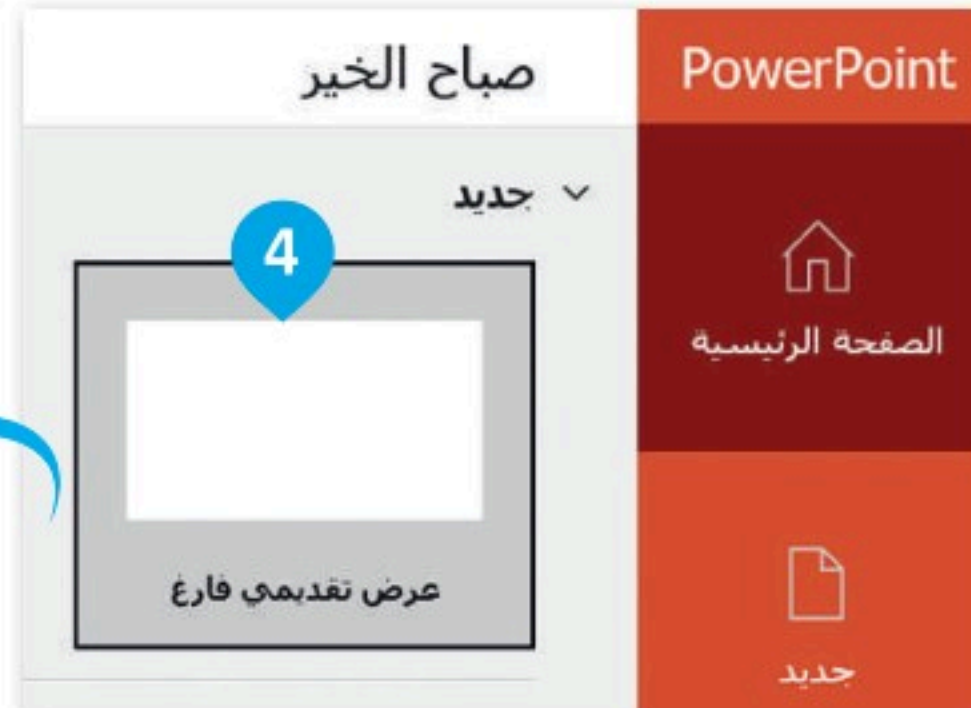 PowerPoint
صباح الخير
الصفحة الرئيسية
جديد
جديد
4
عرض تقديمي فارغ